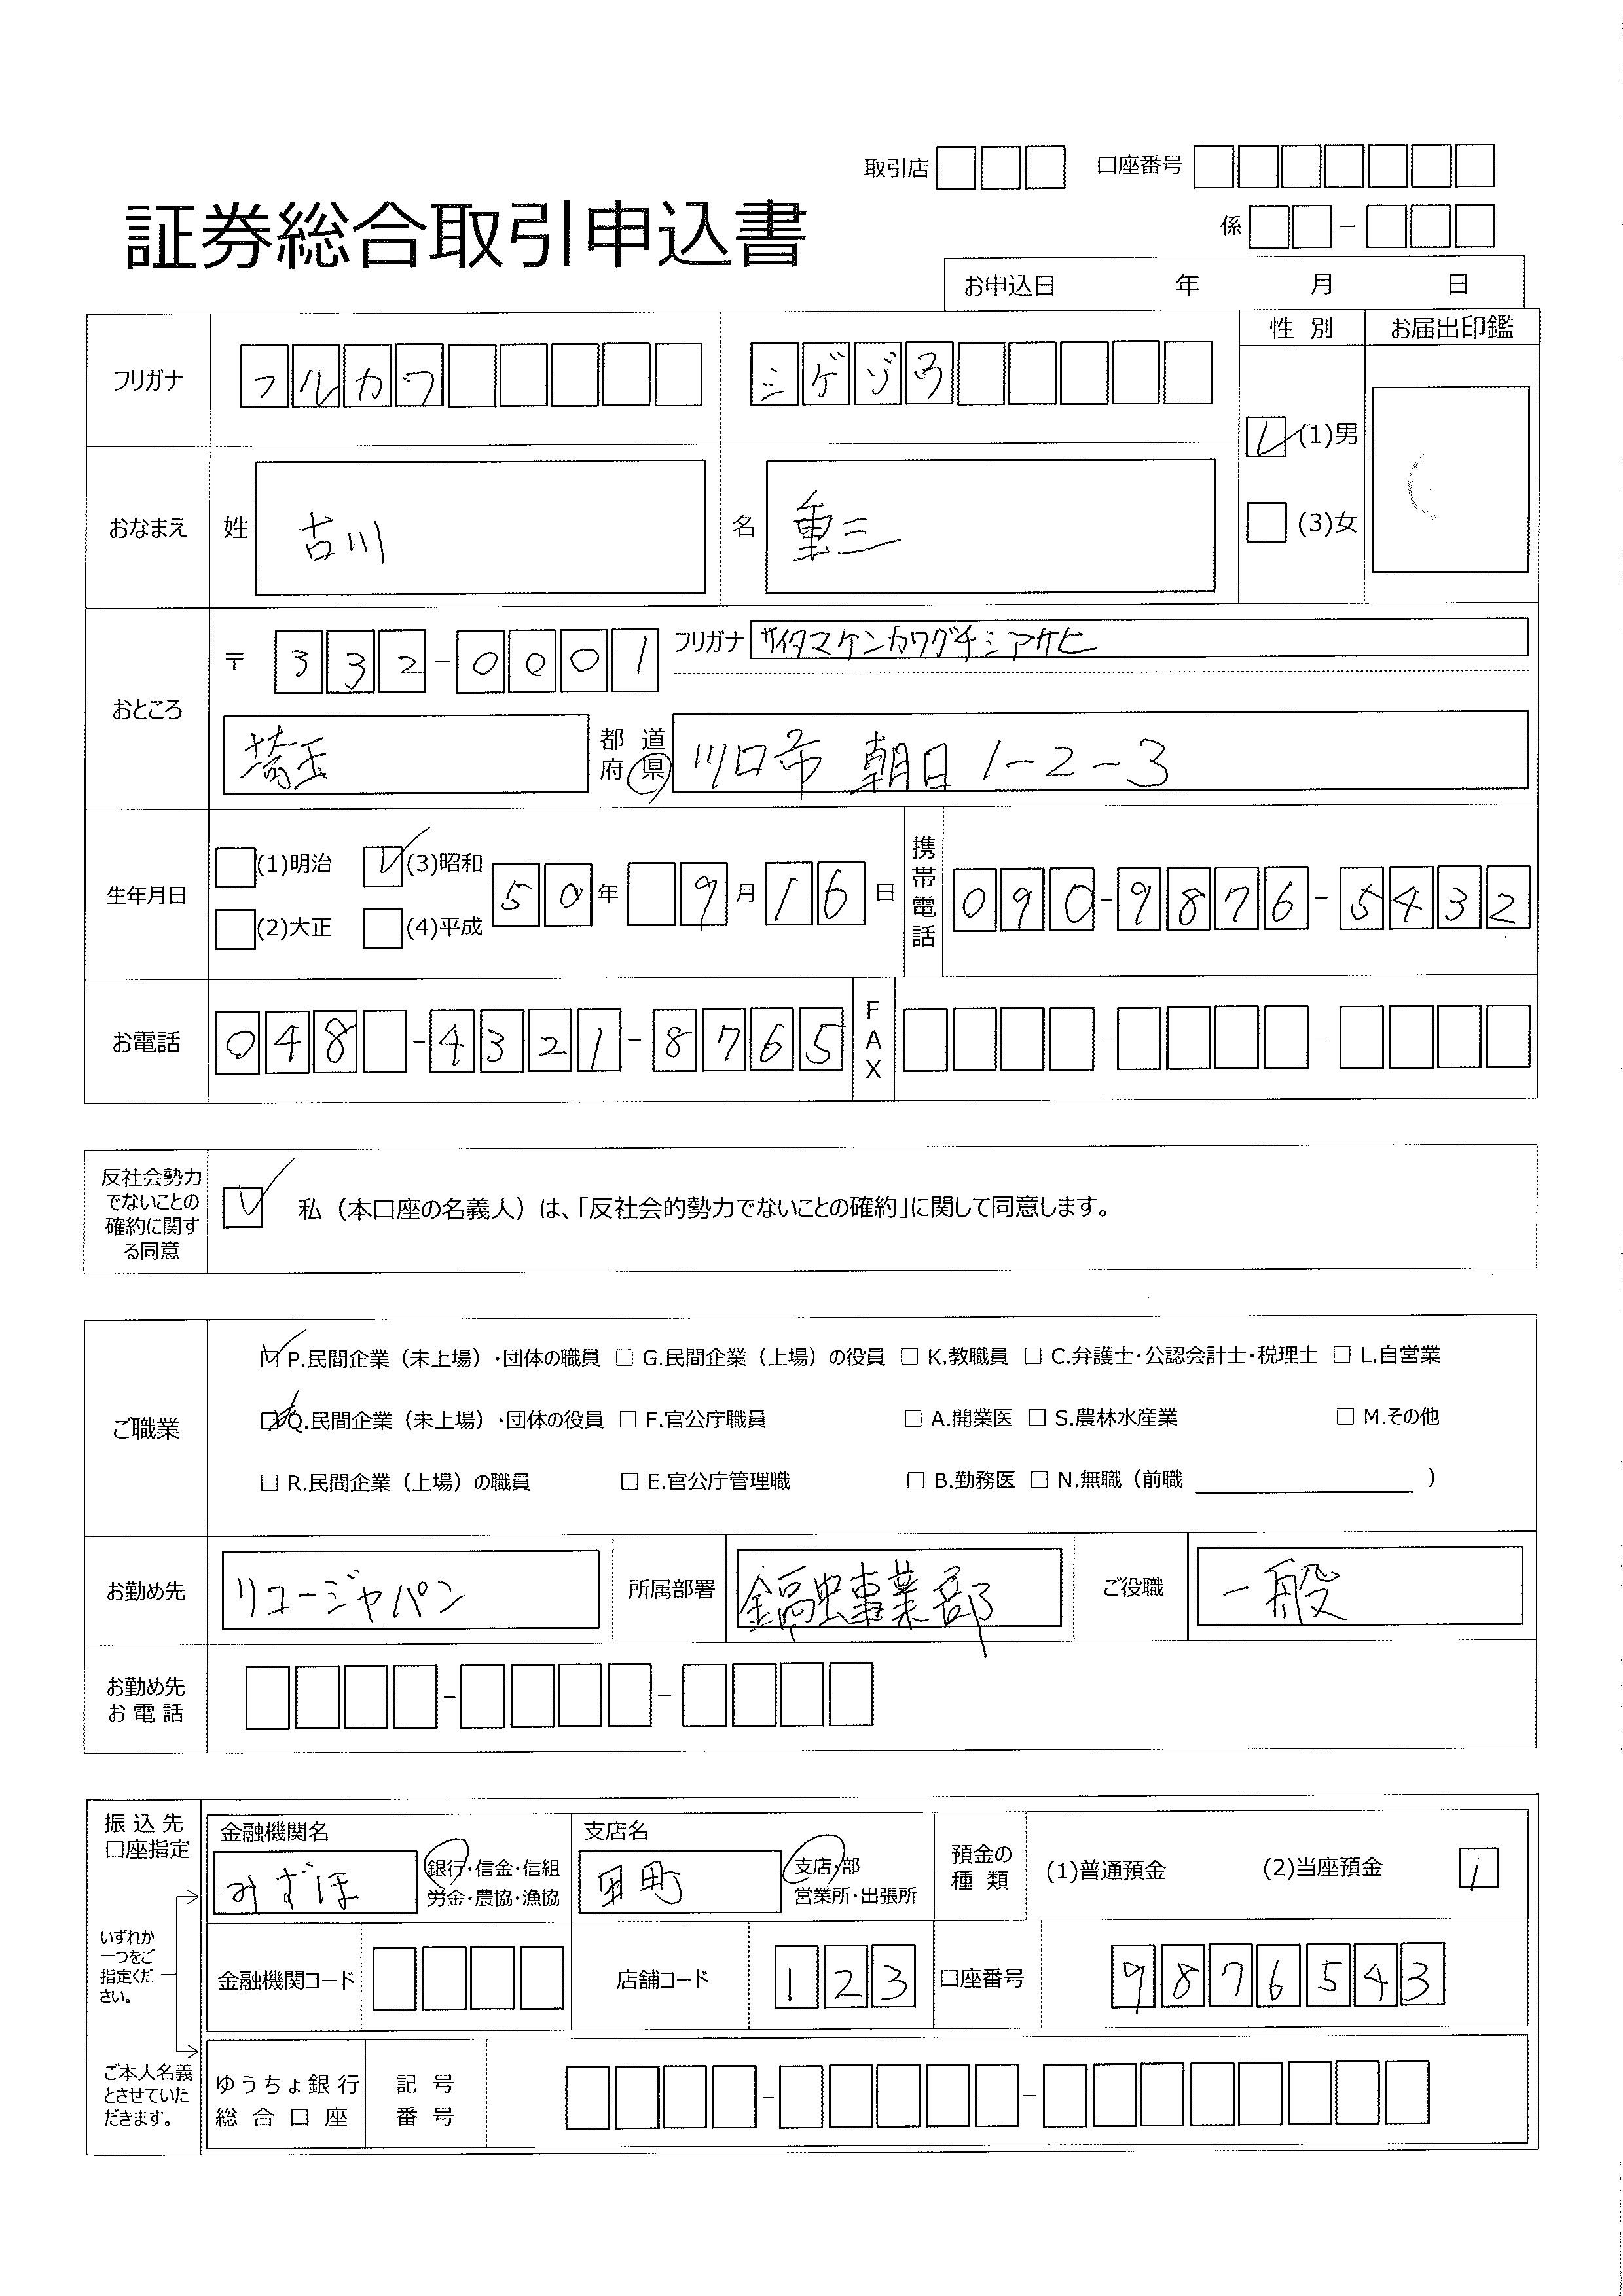 取引店 口座番号
証券総合取引申込書
係 －
お申込日 年 月 日
フリガナ フルカワ シゲゾウ
性 別 お届出印鑑
(1)男
(3)女
おなまえ 姓 古川 名 重三
おところ 〒 332-0001 フリガナ サイタマケンカワグチシアサヒ
埼玉 都道府県 川口市 朝日 1-2-3
生年月日 (1)明治 (3)昭和 50年 9月16日
(2)大正 (4)平成
携帯電話 090-9876-5432
お電話 048-4321-8765 FAX - -
反社会勢力
でないことの
確約に関す
る同意
私（本口座の名義人）は、「反社会的勢力でないことの確約」に関して同意します。
ご職業
□ P.民間企業（未上場）・団体の職員 □ G.民間企業（上場）の役員 □ K.教職員 □ C.弁護士・公認会計士・税理士 □ L.自営業
□ Q.民間企業（未上場）・団体の役員 □ F.官公庁職員 □ A.開業医 □ S.農林水産業 □ M.その他
□ R.民間企業（上場）の職員 □ E.官公庁管理職 □ B.勤務医 □ N.無職（前職 ）
お勤め先 リコージャパン 所属部署 金融事業部 ご役職 一般
お勤め先
お電話 - -
振込先
口座指定
金融機関名 みずほ 銀行・信金・信組
労金・農協・漁協
支店名 町 支店・部
営業所・出張所
預金の
種類 (1)普通預金 (2)当座預金 1
いずれか
一つをご
指定くだ
さい。
金融機関コード 店舗コード 123 口座番号 9876543
ご本人名義
とさせていた
だきます。
ゆうちょ銀行
総合口座
記号
番号 - -